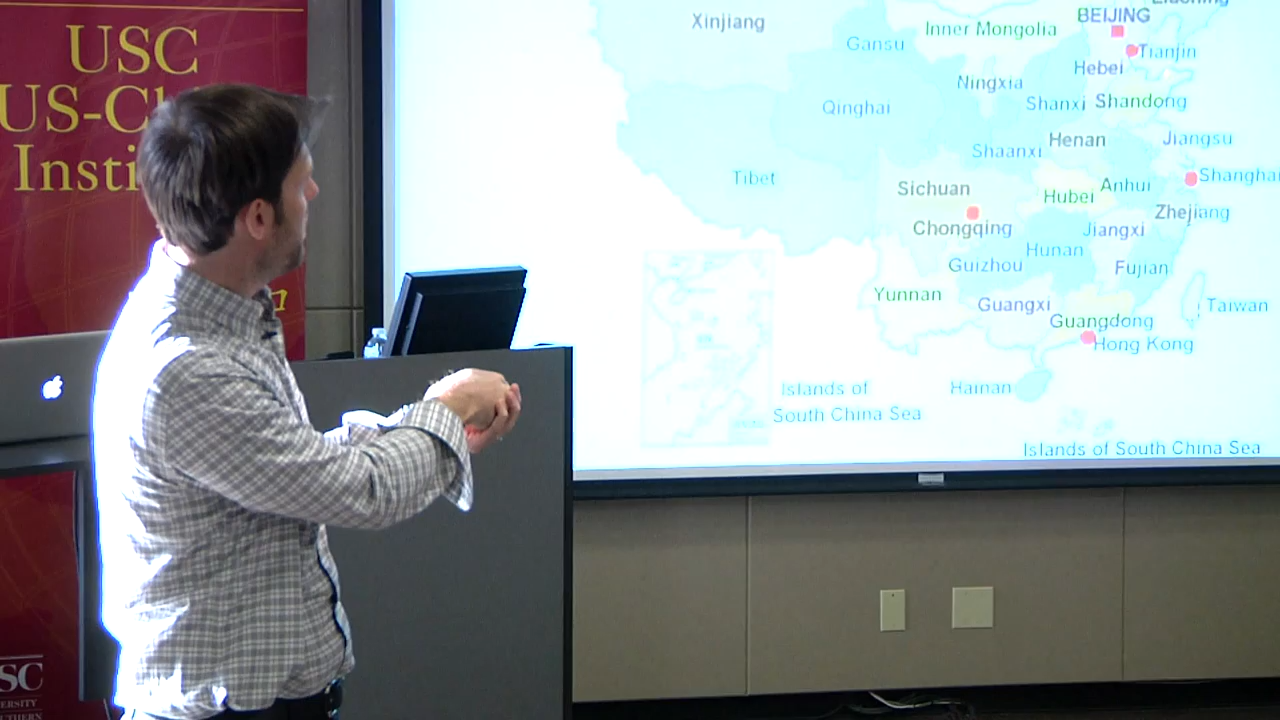 USC
US-Ch
Insti
SC
ERSITY
UTHERN
Xinjiang
Inner Mongolia
BEIJING
Gansu
Tianjin
Hebei
Ningxia
Qinghai
Shanxi
Shandong
Henan
Jiangsu
Shaanxi
Tibet
Sichuan
Hubei
Anhui
Shanghai
Chongqing
Zhejiang
Jiangxi
Hunan
Guizhou
Fujian
Yunnan
Guangxi
Taiwan
Guangdong
Hong Kong
Hainan
Islands of
South China Sea
Islands of South China Sea